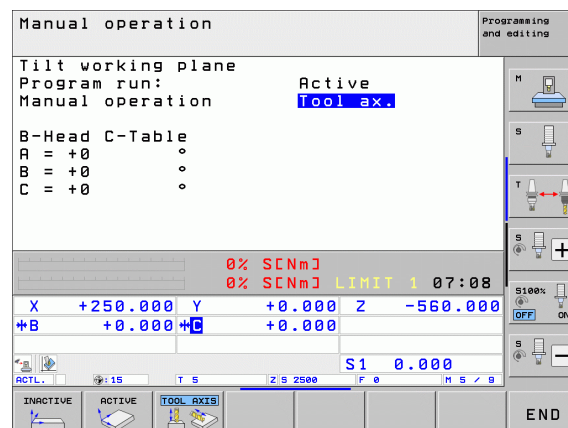 Manual operation
Programming and editing
Tilt working plane
Program run: Active
Manual operation Tool ax.
B-Head C-Table
A = +0 °
B = +0 °
C = +0 °
0% S[Nm]
0% S[Nm] LIMIT 1 07:08
X +250.000 Y +0.000 Z -560.000
B +0.000 C +0.000
S1 0.000
ACTL. :15 T 5 Z S 2500 F 0 M 5 / 9
INACTIVE ACTIVE TOOL AXIS END
M
S
T
S +
S100%
OFF ON
S -